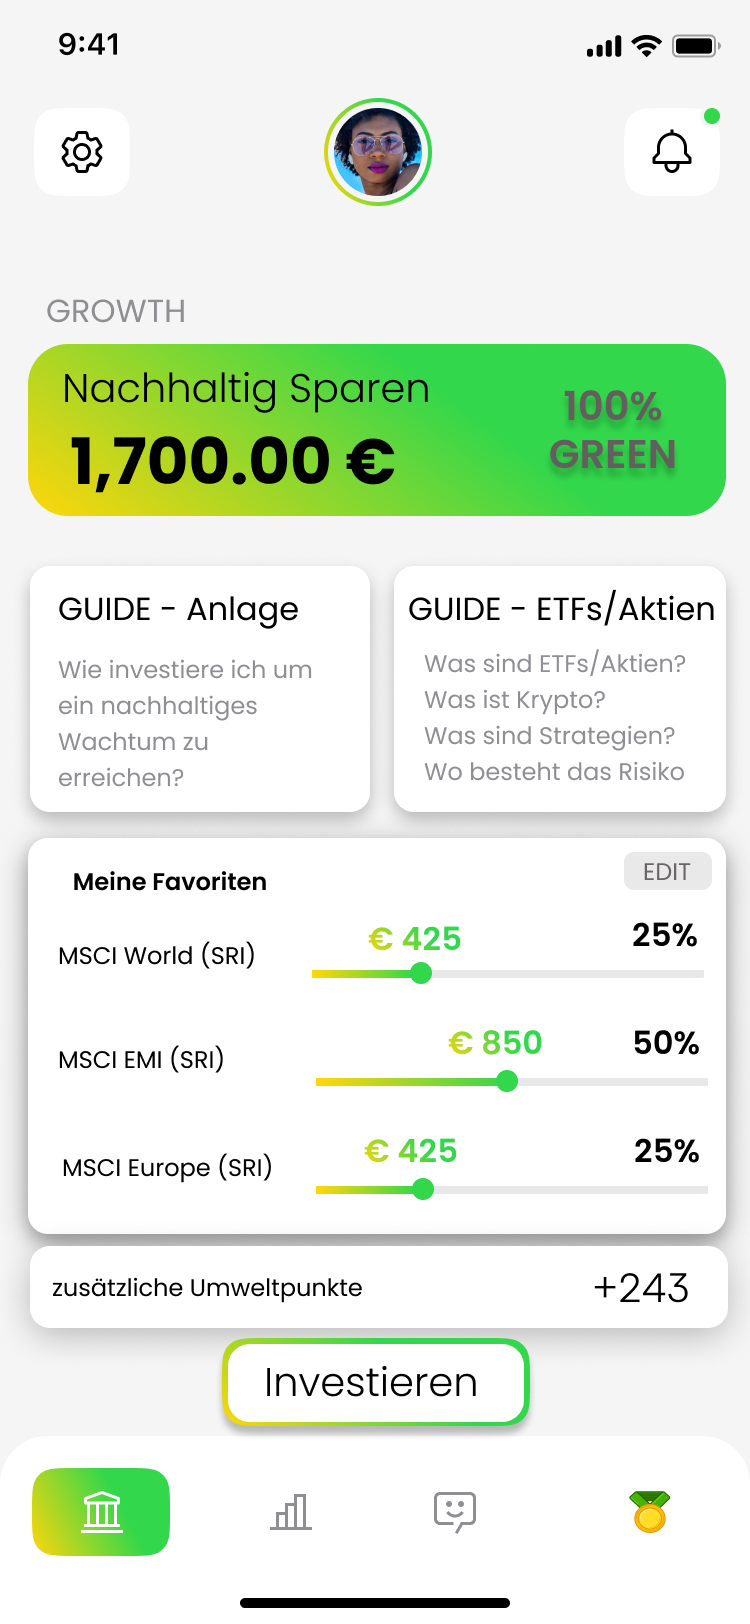 9:41
GROWTH
Nachhaltig Sparen
1,700.00 €
100%
GREEN
GUIDE - Anlage
Wie investiere ich um
ein nachhaltiges
Wachtum zu
erreichen?
GUIDE - ETFs/Aktien
Was sind ETFs/Aktien?
Was ist Krypto?
Was sind Strategien?
Wo besteht das Risiko
Meine Favoriten
EDIT
MSCI World (SRI)
€ 425
25%
MSCI EMI (SRI)
€ 850
50%
MSCI Europe (SRI)
€ 425
25%
zusätzliche Umweltpunkte
+243
Investieren